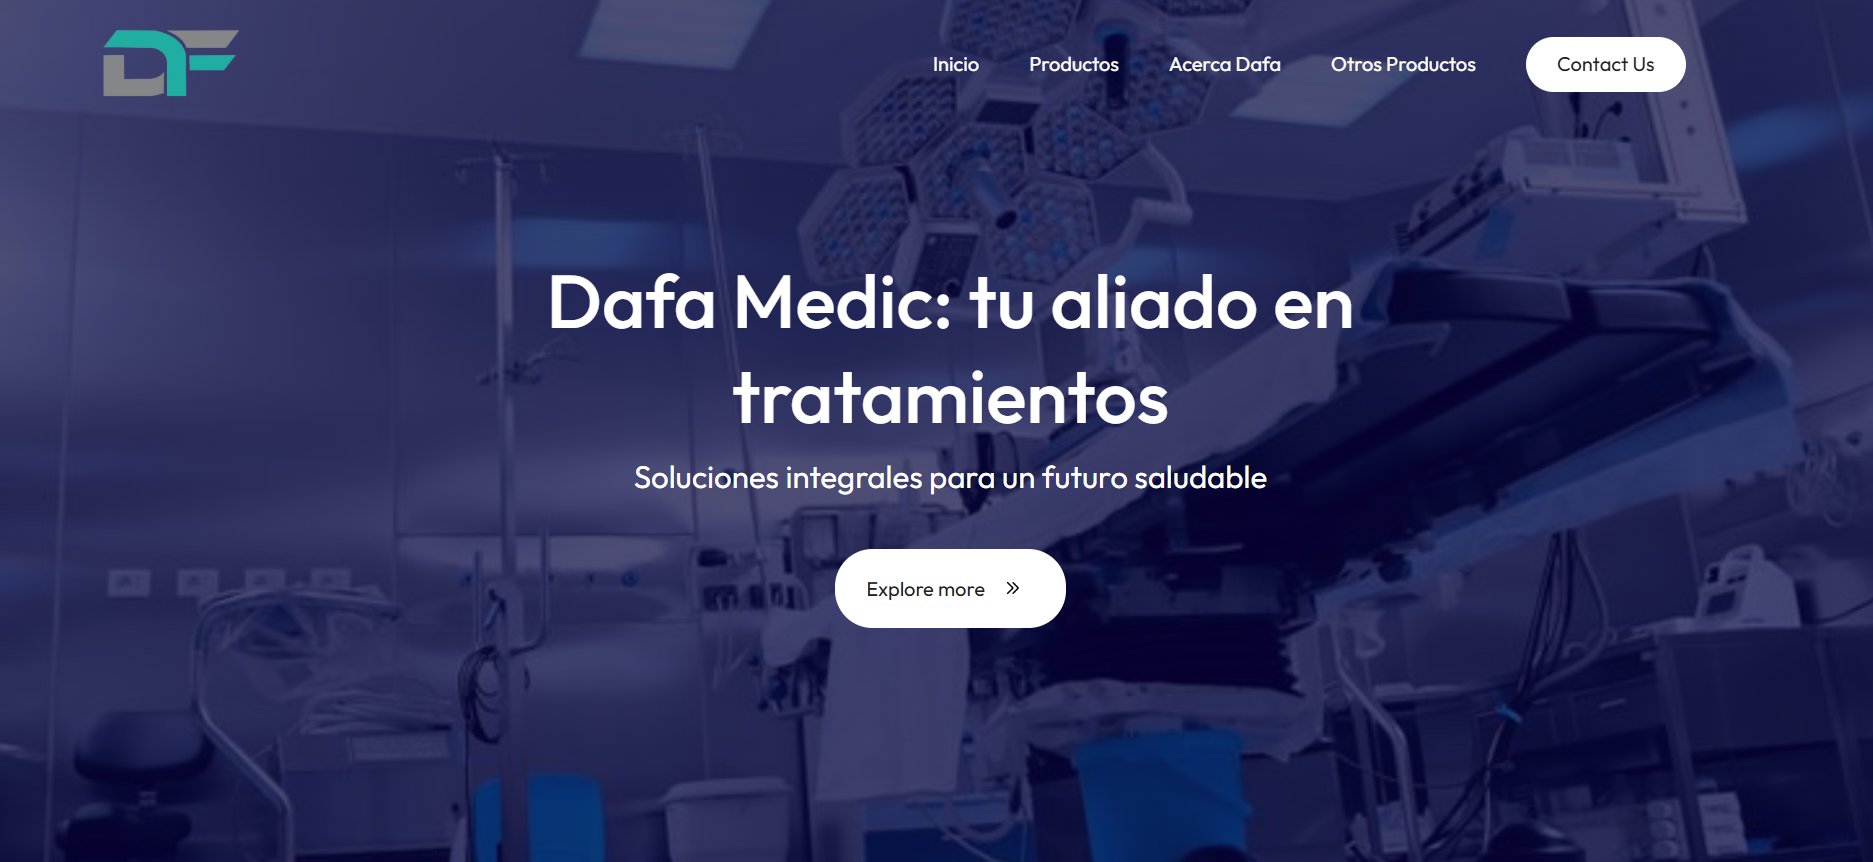 DF
Inicio Productos Acerca Dafa Otros Productos Contact Us
Dafa Medic: tu aliado en
tratamientos
Soluciones integrales para un futuro saludable
Explore more »